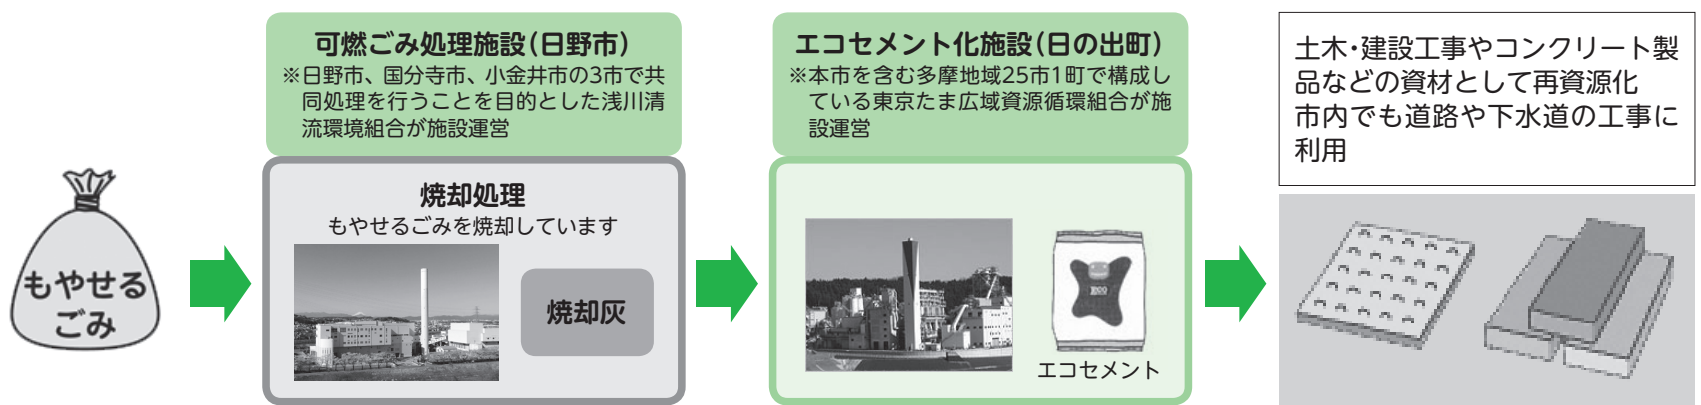 もやせる
ごみ
可燃ごみ処理施設(日野市)
※日野市、国分寺市、小金井市の3市で共
同処理を行うことを目的とした浅川清
流環境組合が施設運営
焼却処理
もやせるごみを焼却しています
焼却灰
エコセメント化施設(日の出町)
※本市を含む多摩地域25市1町で構成し
ている東京たま広域資源循環組合が施
設運営
エコセメント
土木・建設工事やコンクリート製
品などの資材として再資源化
市内でも道路や下水道の工事に
利用